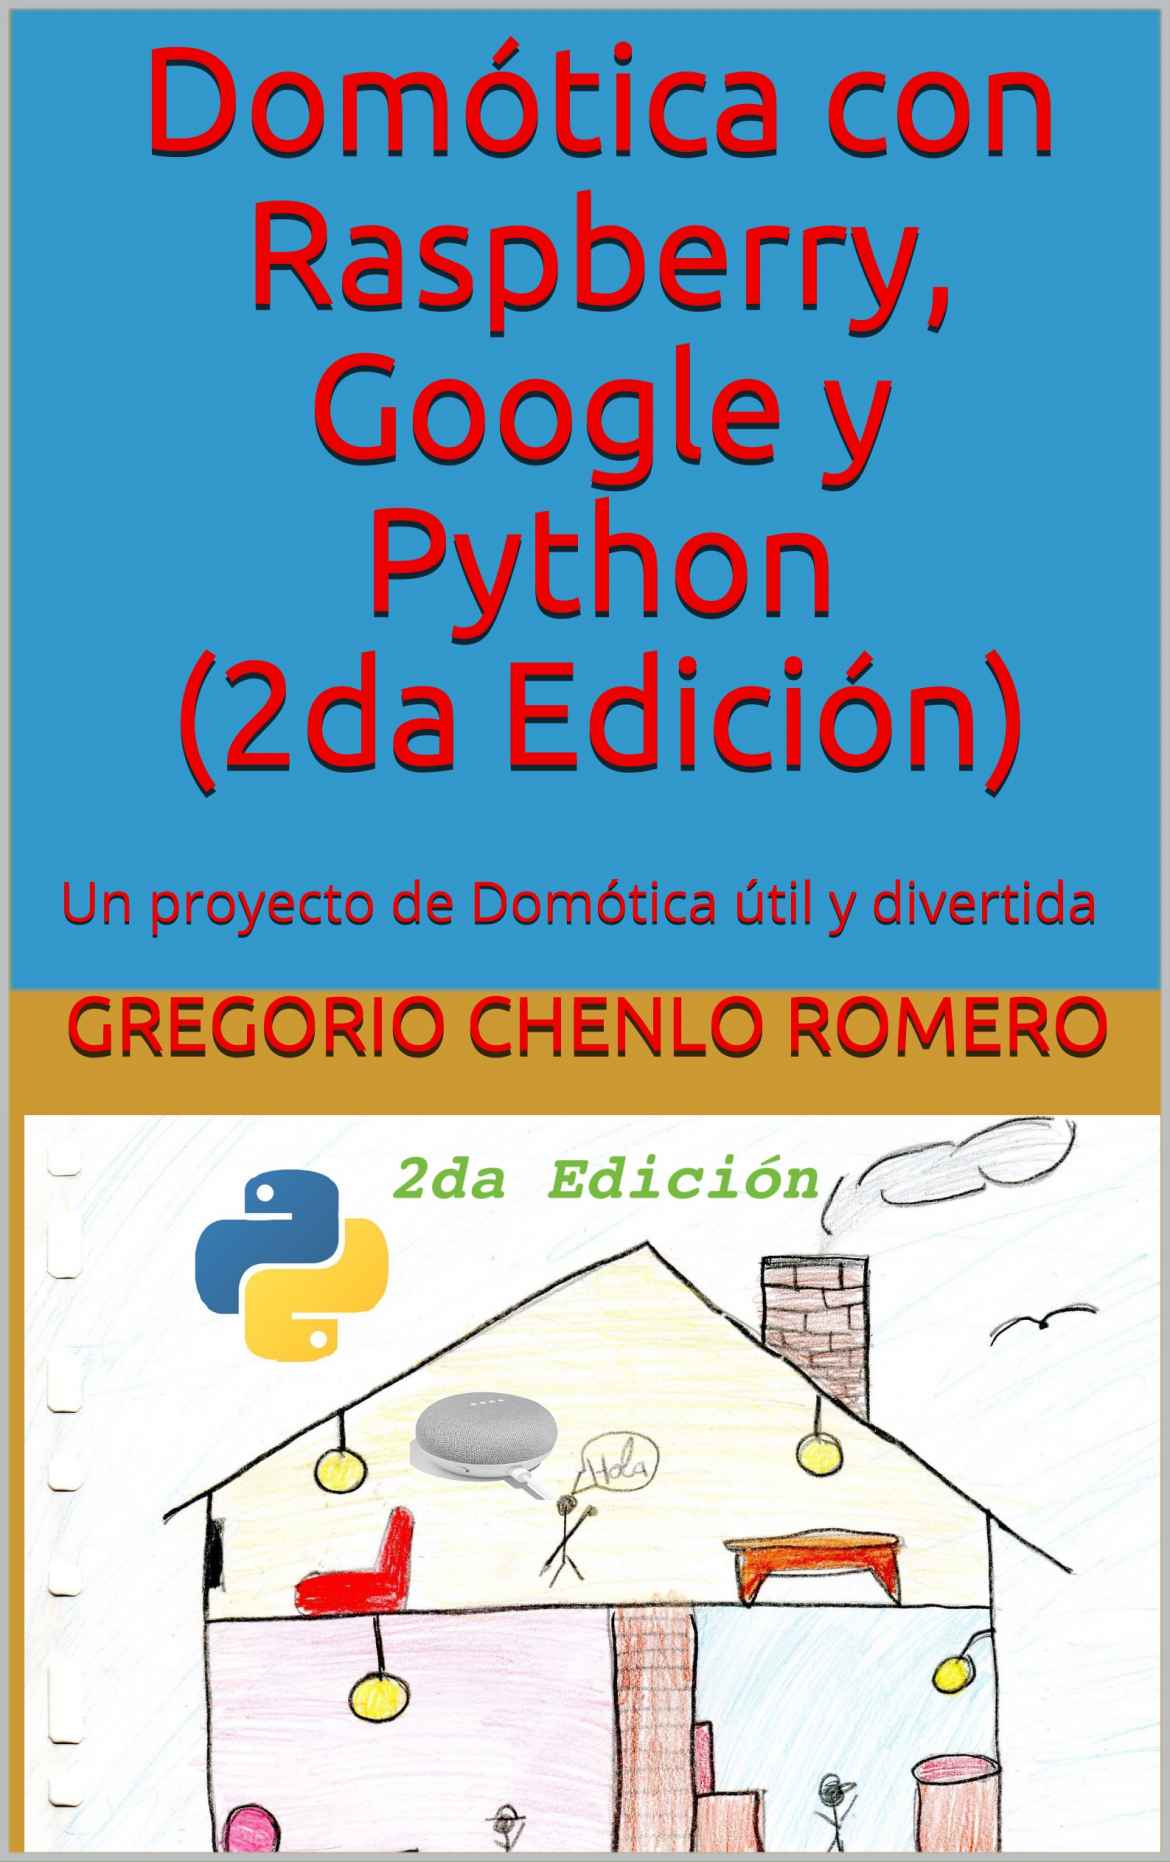 Domótica con
Raspberry,
Google y
Python
(2da Edición)
Un proyecto de Domótica útil y divertida
GREGORIO CHENLO ROMERO
2da Edición
Hola